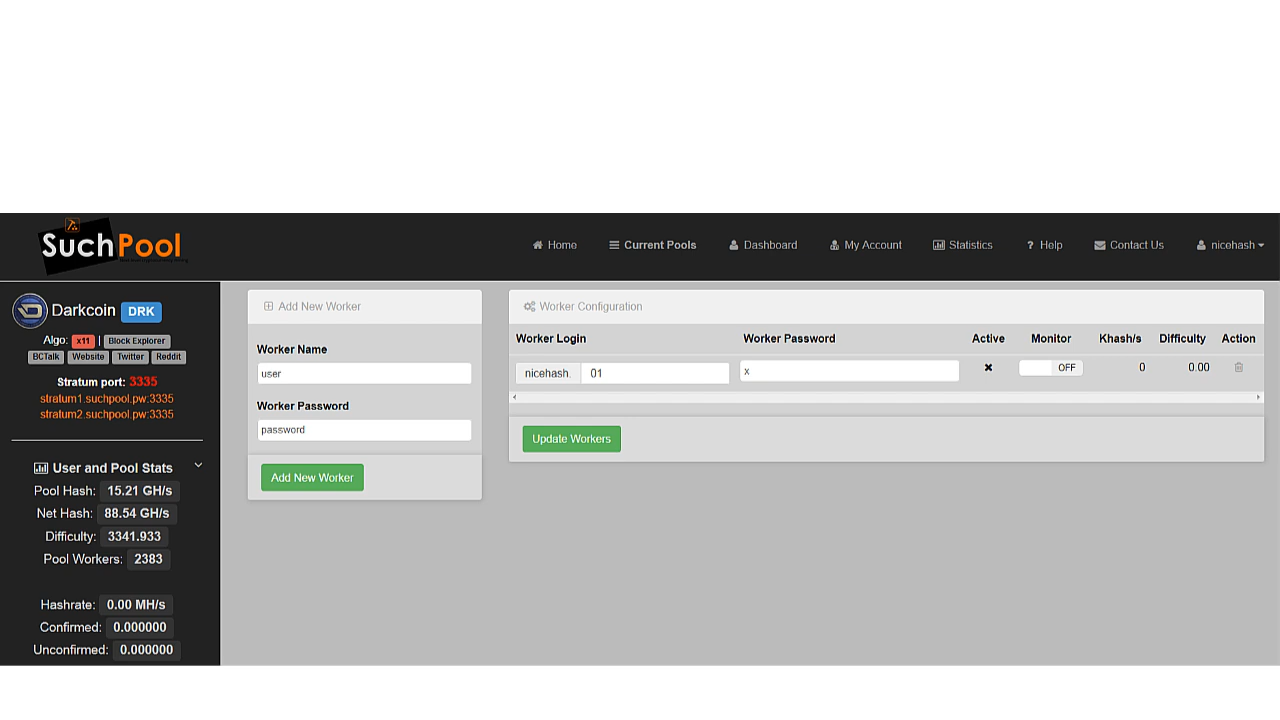 SuchPool
Home
Current Pools
Dashboard
My Account
Statistics
? Help
Contact Us
nicehash
Darkcoin DRK
Algo: x11 | Block Explorer
BCTalk Website Twitter Reddit
Stratum port: 3335
stratum1.suchpool.pw:3335
stratum2.suchpool.pw:3335
User and Pool Stats
Pool Hash: 15.21 GH/s
Net Hash: 88.54 GH/s
Difficulty: 3341.933
Pool Workers: 2383
Hashrate: 0.00 MH/s
Confirmed: 0.000000
Unconfirmed: 0.000000
Add New Worker
Worker Name
user
Worker Password
password
Add New Worker
Worker Configuration
Worker Login Worker Password Active Monitor Khash/s Difficulty Action
nicehash. 01 x OFF 0 0.00
Update Workers